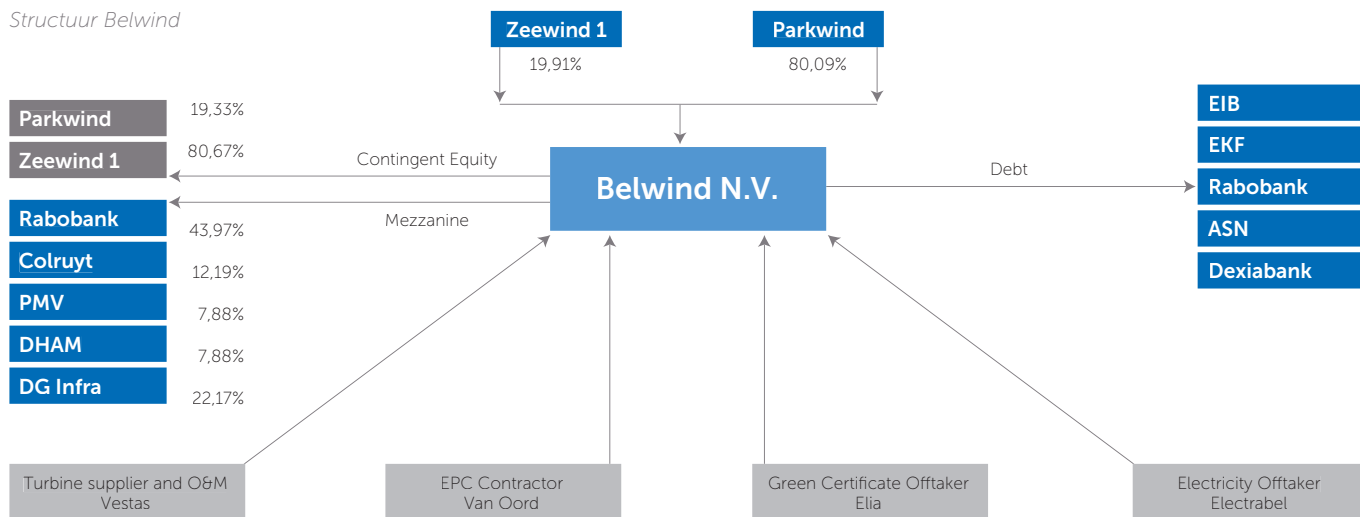 Structuur Belwind
Zeewind 1
Parkwind
19,91%
80,09%
Parkwind
19,33%
Zeewind 1
80,67%
Contingent Equity
Mezzanine
Belwind N.V.
Debt
EIB
EKF
Rabobank
ASN
Dexiabank
Rabobank
43,97%
Colruyt
12,19%
PMV
7,88%
DHAM
7,88%
DG Infra
22,17%
Turbine supplier and O&M
Vestas
EPC Contractor
Van Oord
Green Certificate Offtaker
Elia
Electricity Offtaker
Electrabel